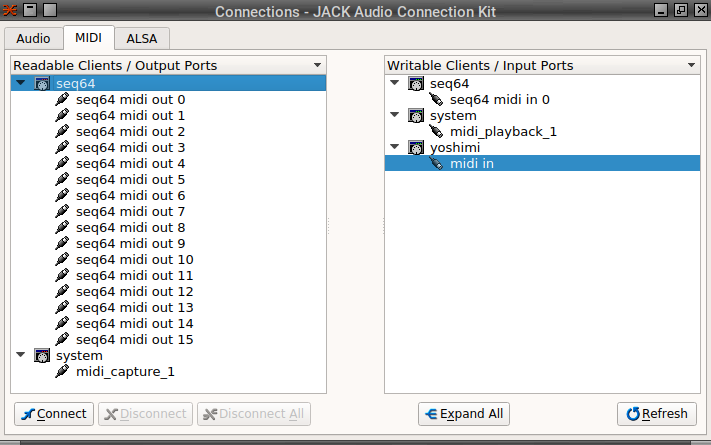 Connections - JACK Audio Connection Kit
Audio
MIDI
ALSA
Readable Clients / Output Ports
seq64
seq64 midi out 0
seq64 midi out 1
seq64 midi out 2
seq64 midi out 3
seq64 midi out 4
seq64 midi out 5
seq64 midi out 6
seq64 midi out 7
seq64 midi out 8
seq64 midi out 9
seq64 midi out 10
seq64 midi out 11
seq64 midi out 12
seq64 midi out 13
seq64 midi out 14
seq64 midi out 15
system
midi_capture_1
Writable Clients / Input Ports
seq64
seq64 midi in 0
system
midi_playback_1
yoshimi
midi in
Connect
Disconnect
Disconnect All
Expand All
Refresh